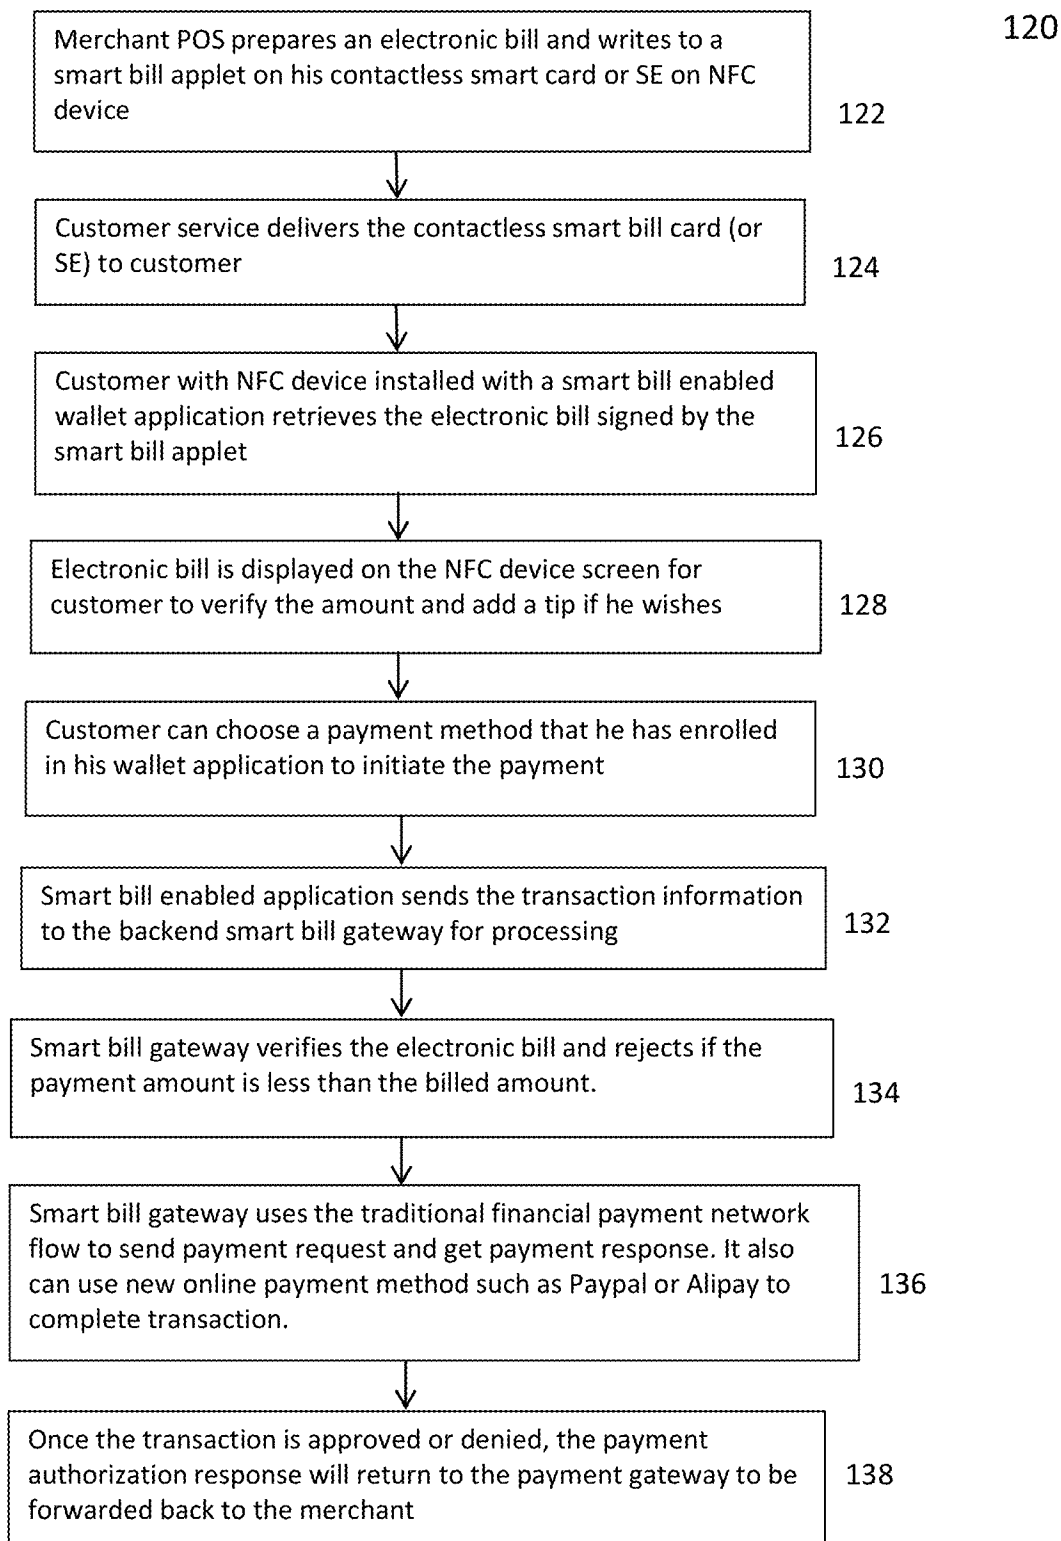 120
Merchant POS prepares an electronic bill and writes to a
smart bill applet on his contactless smart card or SE on NFC
device
122
Customer service delivers the contactless smart bill card (or
SE) to customer
124
Customer with NFC device installed with a smart bill enabled
wallet application retrieves the electronic bill signed by the
smart bill applet
126
Electronic bill is displayed on the NFC device screen for
customer to verify the amount and add a tip if he wishes
128
Customer can choose a payment method that he has enrolled
in his wallet application to initiate the payment
130
Smart bill enabled application sends the transaction information
to the backend smart bill gateway for processing
132
Smart bill gateway verifies the electronic bill and rejects if the
payment amount is less than the billed amount.
134
Smart bill gateway uses the traditional financial payment network
flow to send payment request and get payment response. It also
can use new online payment method such as Paypal or Alipay to
complete transaction.
136
Once the transaction is approved or denied, the payment
authorization response will return to the payment gateway to be
forwarded back to the merchant
138